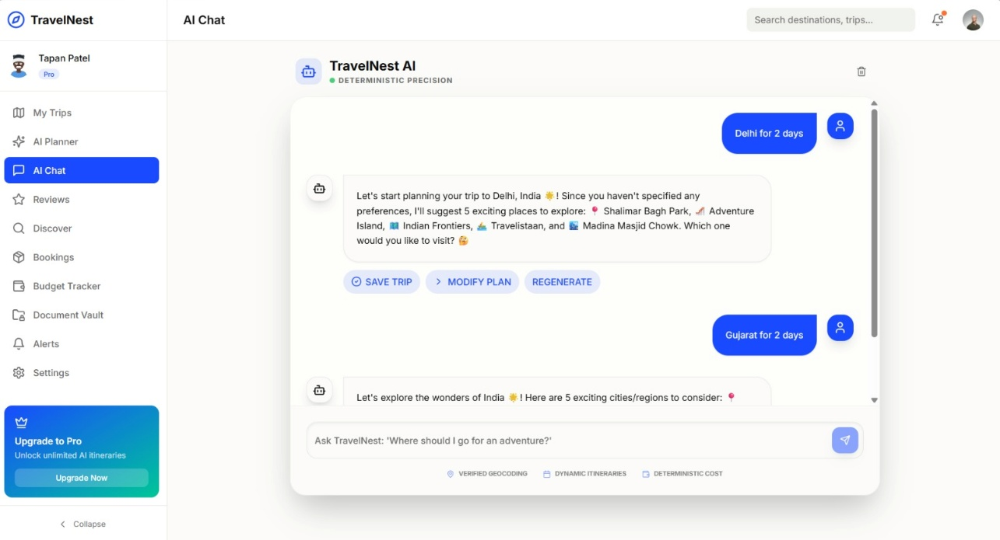 TravelNest
AI Chat
Search destinations, trips...
Tapan Patel
Pro
My Trips
AI Planner
AI Chat
Reviews
Discover
Bookings
Budget Tracker
Document Vault
Alerts
Settings
Upgrade to Pro
Unlock unlimited AI itineraries
Upgrade Now
Collapse
TravelNest AI
DETERMINISTIC PRECISION
Delhi for 2 days
Let's start planning your trip to Delhi, India 🌟! Since you haven't specified any
preferences, I'll suggest 5 exciting places to explore: 📍 Shalimar Bagh Park, 🎢 Adventure
Island, 🗺️ Indian Frontiers, 🚣 Travelistaan, and 🌊 Madina Masjid Chowk. Which one
would you like to visit? 🤔
SAVE TRIP
MODIFY PLAN
REGENERATE
Gujarat for 2 days
Let's explore the wonders of India 🌟! Here are 5 exciting cities/regions to consider: 📍
Ask TravelNest: 'Where should I go for an adventure?'
VERIFIED GEOCODING
DYNAMIC ITINERARIES
DETERMINISTIC COST